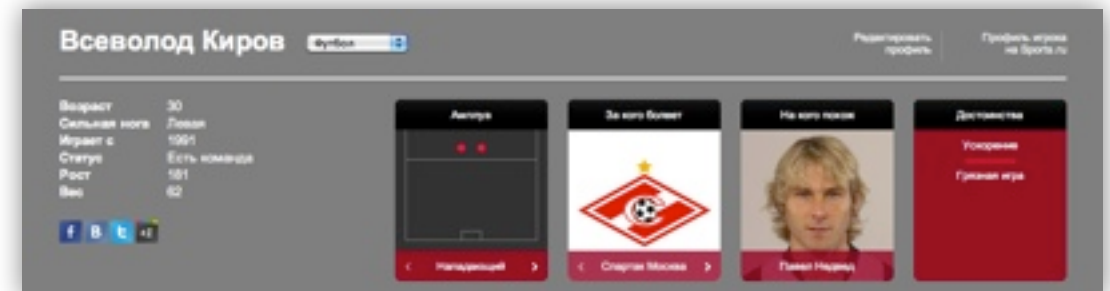 Всеволод Киров
Футбол
Редактировать
профиль
Профиль игрока
на Sports.ru
Возраст 30
Сильная нога Левая
Играет с 1991
Статус Есть команда
Рост 181
Вес 62
Амплуа
Нападающий
За кого болеет
Спартак Москва
На кого похож
Павел Недвед
Достоинства
Ускорение
Грязная игра